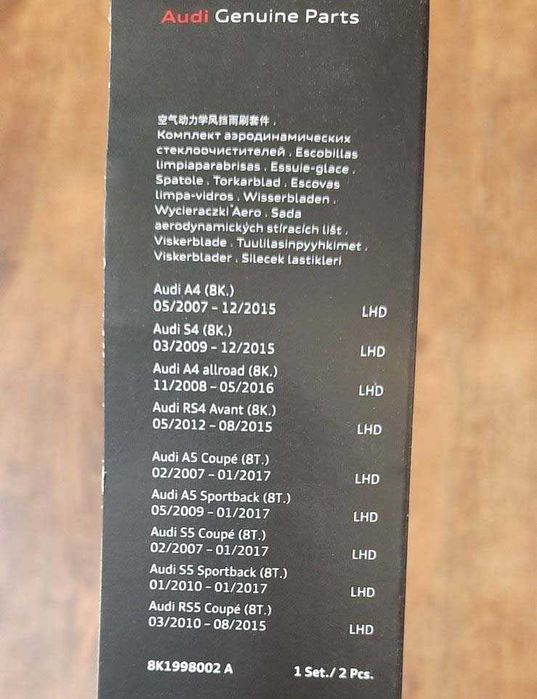 Audi Genuine Parts
空气动力学风挡雨刷套件 .
Комплект аэродинамических
стеклоочистителей . Escobillas
limpiaparabrisas . Essuie-glace .
Spatole . Torkarblad . Escovas
limpa-vidros . Wisserbladen .
Wycieraczki Aero . Sada
aerodynamických stíracích lišt .
Viskerblade . Tuulilasinpyyhkimet .
Viskerblader . Silecek lastikleri
Audi A4 (8K.)
05/2007 – 12/2015 LHD
Audi S4 (8K.)
03/2009 – 12/2015 LHD
Audi A4 allroad (8K.)
11/2008 – 05/2016 LHD
Audi RS4 Avant (8K.)
05/2012 – 08/2015 LHD
Audi A5 Coupé (8T.)
02/2007 – 01/2017 LHD
Audi A5 Sportback (8T.)
05/2009 – 01/2017 LHD
Audi S5 Coupé (8T.)
02/2007 – 01/2017 LHD
Audi S5 Sportback (8T.)
01/2010 – 01/2017 LHD
Audi RS5 Coupé (8T.)
03/2010 – 08/2015 LHD
8K1998002 A 1 Set./ 2 Pcs.